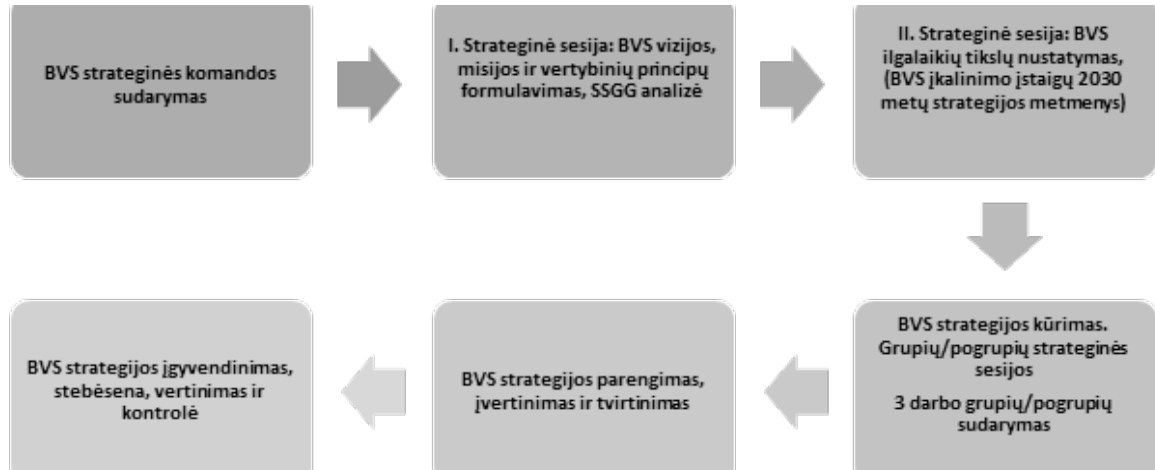 BVS strateginės komandos
sudarymas
I. Strateginė sesija: BVS vizijos,
misijos ir vertybinių principų
formulavimas, SSGG analizė
II. Strateginė sesija: BVS
ilgalaikių tikslų nustatymas,
(BVS įkalinimo įstaigų 2030
metų strategijos metmenys)
BVS strategijos kūrimas.
Grupių/pogrupių strateginės
sesijos
3 darbo grupių/pogrupių
sudarymas
BVS strategijos parengimas,
įvertinimas ir tvirtinimas
BVS strategijos įgyvendinimas,
stebėsena, vertinimas ir
kontrolė